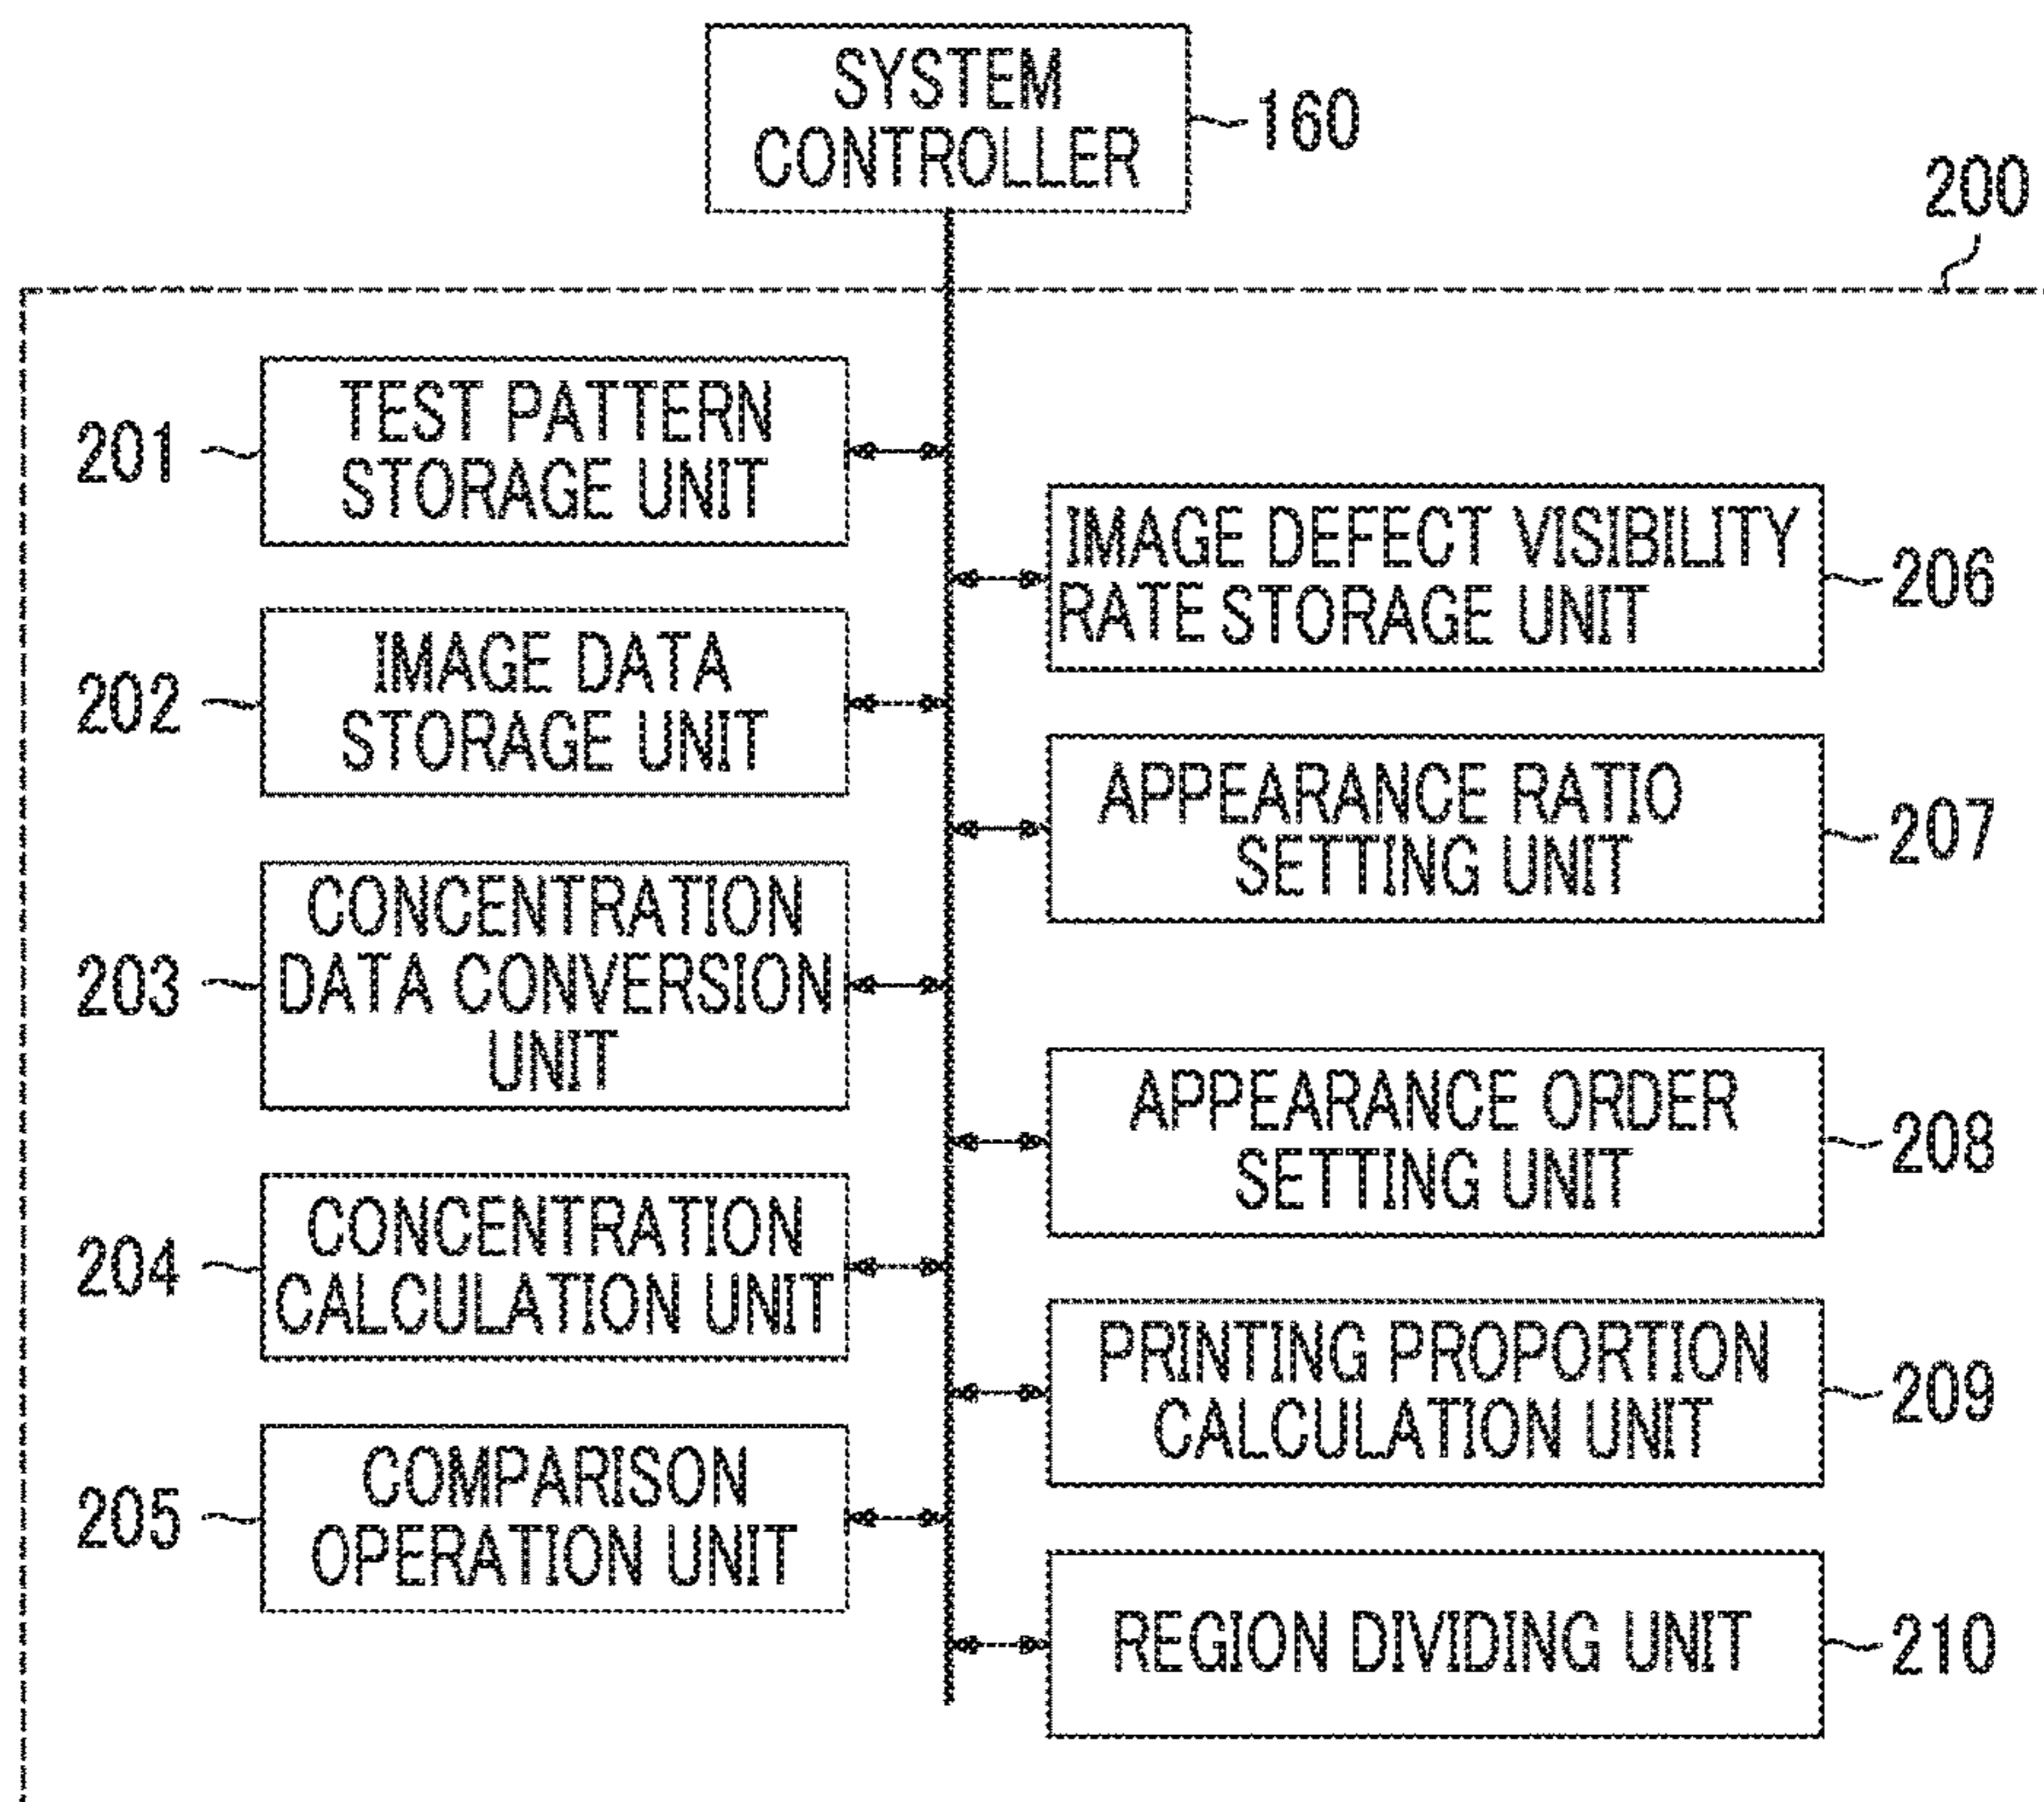 SYSTEM
CONTROLLER
160
200
201
TEST PATTERN
STORAGE UNIT
202
IMAGE DATA
STORAGE UNIT
203
CONCENTRATION
DATA CONVERSION
UNIT
204
CONCENTRATION
CALCULATION UNIT
205
COMPARISON
OPERATION UNIT
IMAGE DEFECT VISIBILITY
RATE STORAGE UNIT
206
APPEARANCE RATIO
SETTING UNIT
207
APPEARANCE ORDER
SETTING UNIT
208
PRINTING PROPORTION
CALCULATION UNIT
209
REGION DIVIDING UNIT
210